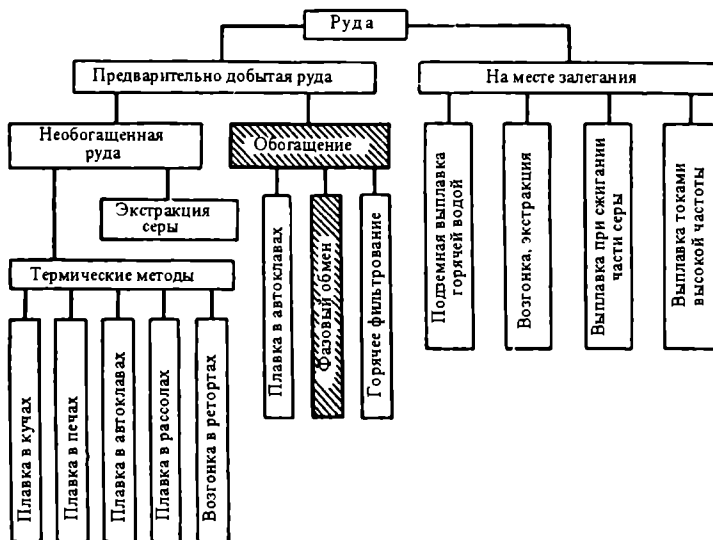 Руда
Предварительно добытая руда
На месте залегания
Необогащенная
руда
Обогащение
Экстракция
серы
Термические методы
Плавка в кучах
Плавка в печах
Плавка в автоклавах
Плавка в рассолах
Возгонка в ретортах
Плавка в автоклавах
Фазовый обмен
Горячее фильтрование
Подземная выплавка
горячей водой
Возгонка, экстракция
Выплавка при сжигании
части серы
Выплавка токами
высокой частоты